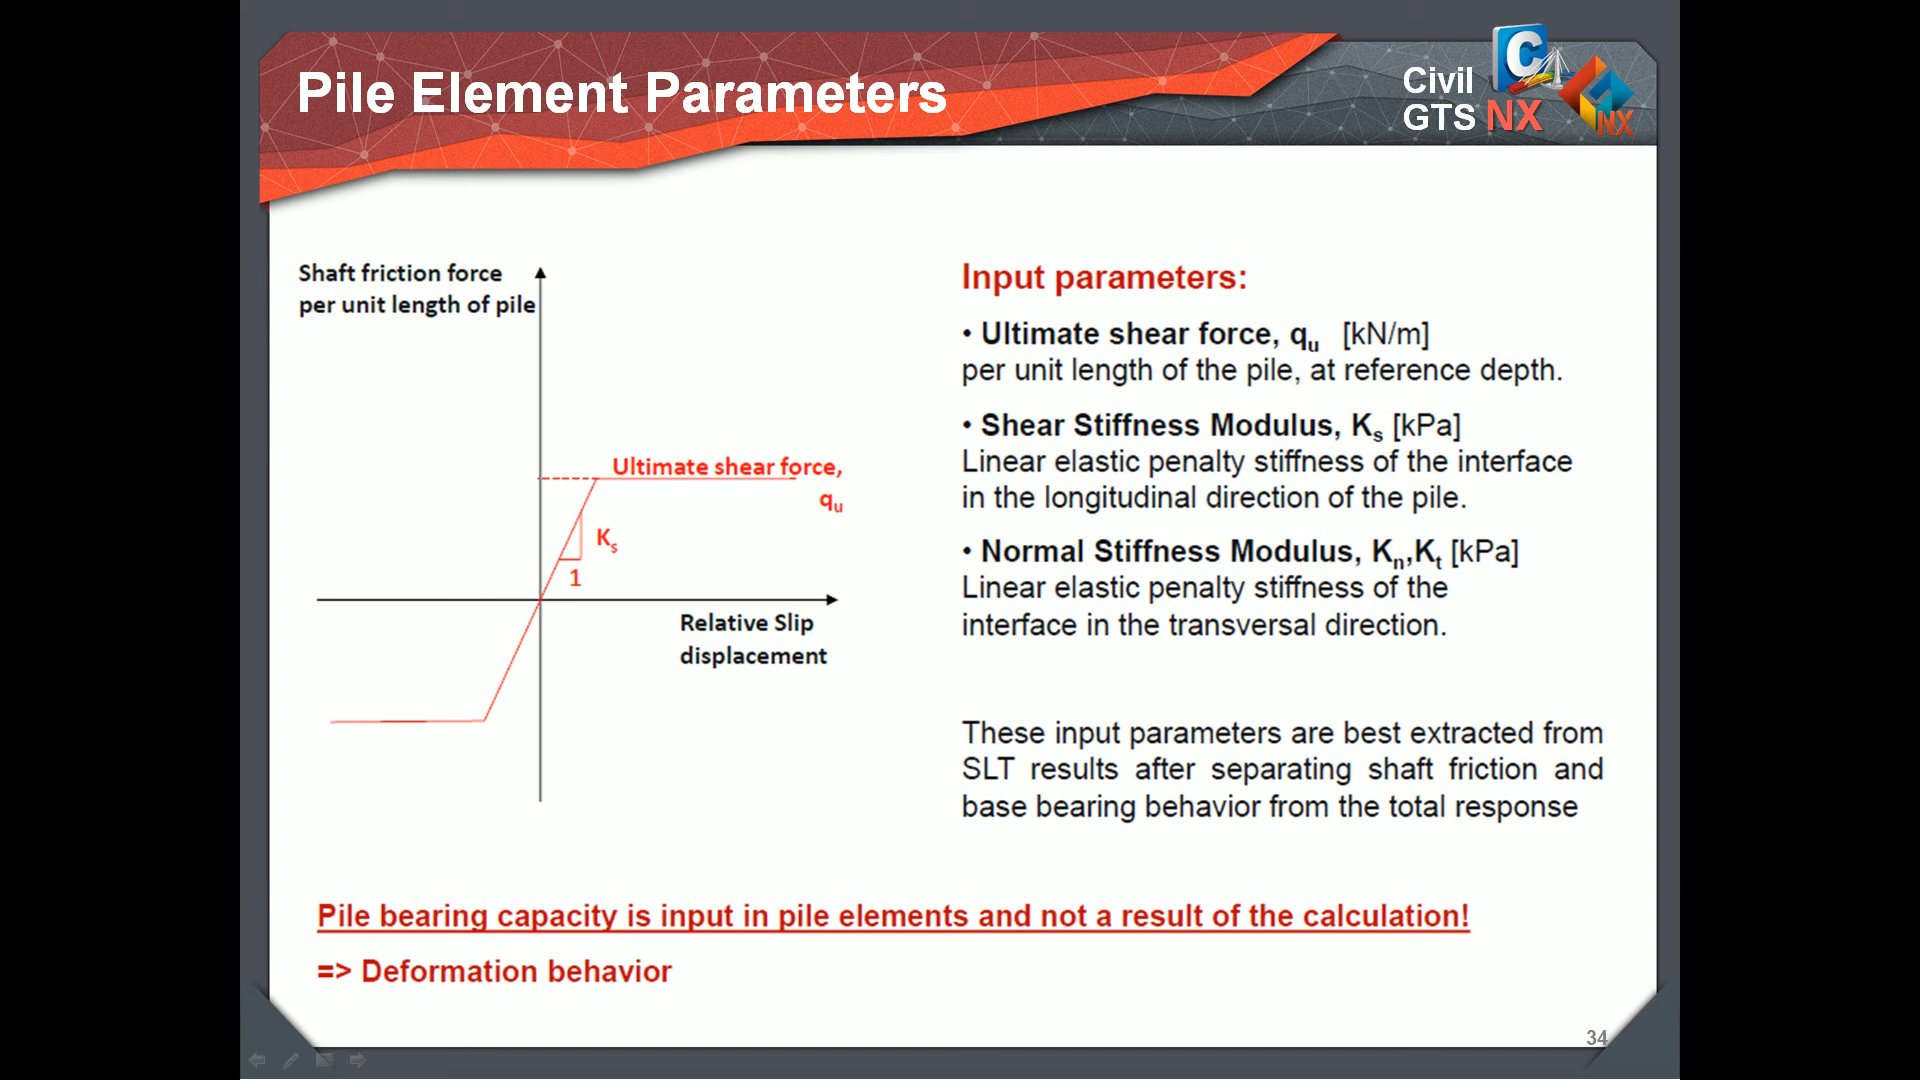 Pile Element Parameters
Civil
GTS NX
NX
C
Shaft friction force
per unit length of pile
Ultimate shear force,
qu
Ks
1
Relative Slip
displacement
Input parameters:
• Ultimate shear force, qu [kN/m]
per unit length of the pile, at reference depth.
• Shear Stiffness Modulus, Ks [kPa]
Linear elastic penalty stiffness of the interface
in the longitudinal direction of the pile.
• Normal Stiffness Modulus, Kn,Kt [kPa]
Linear elastic penalty stiffness of the
interface in the transversal direction.
These input parameters are best extracted from
SLT results after separating shaft friction and
base bearing behavior from the total response
Pile bearing capacity is input in pile elements and not a result of the calculation!
=> Deformation behavior
34